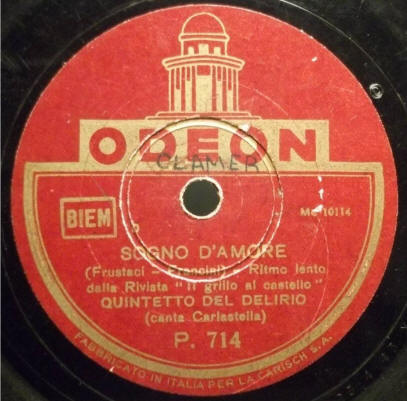 ODEON
CLAMER
BIEM
Mo 10114
SOGNO D'AMORE
(Frustaci - Francini) - Ritmo lento
dalla Rivista "Il grillo al castello"
QUINTETTO DEL DELIRIO
(canta Carlastella)
P. 714
FABBRICATO IN ITALIA PER LA CARISCH S.A.